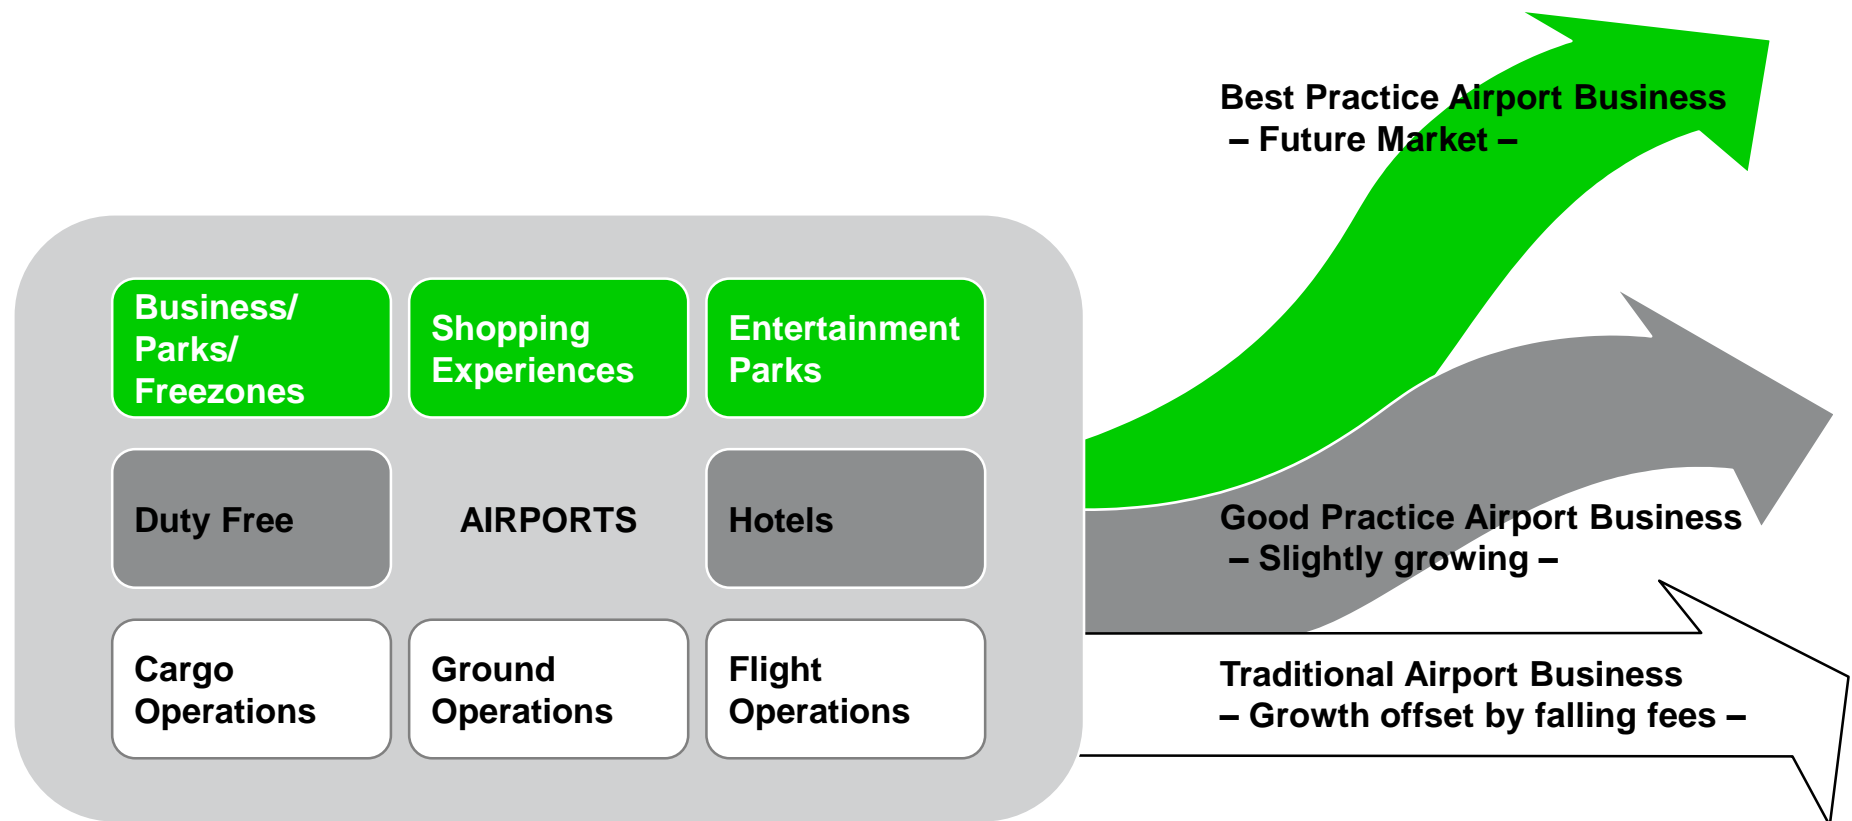 Best Practice Airport Business
– Future Market –
Business/
Parks/
Freezones
Shopping
Experiences
Entertainment
Parks
Duty Free
AIRPORTS
Hotels
Good Practice Airport Business
– Slightly growing –
Cargo
Operations
Ground
Operations
Flight
Operations
Traditional Airport Business
– Growth offset by falling fees –